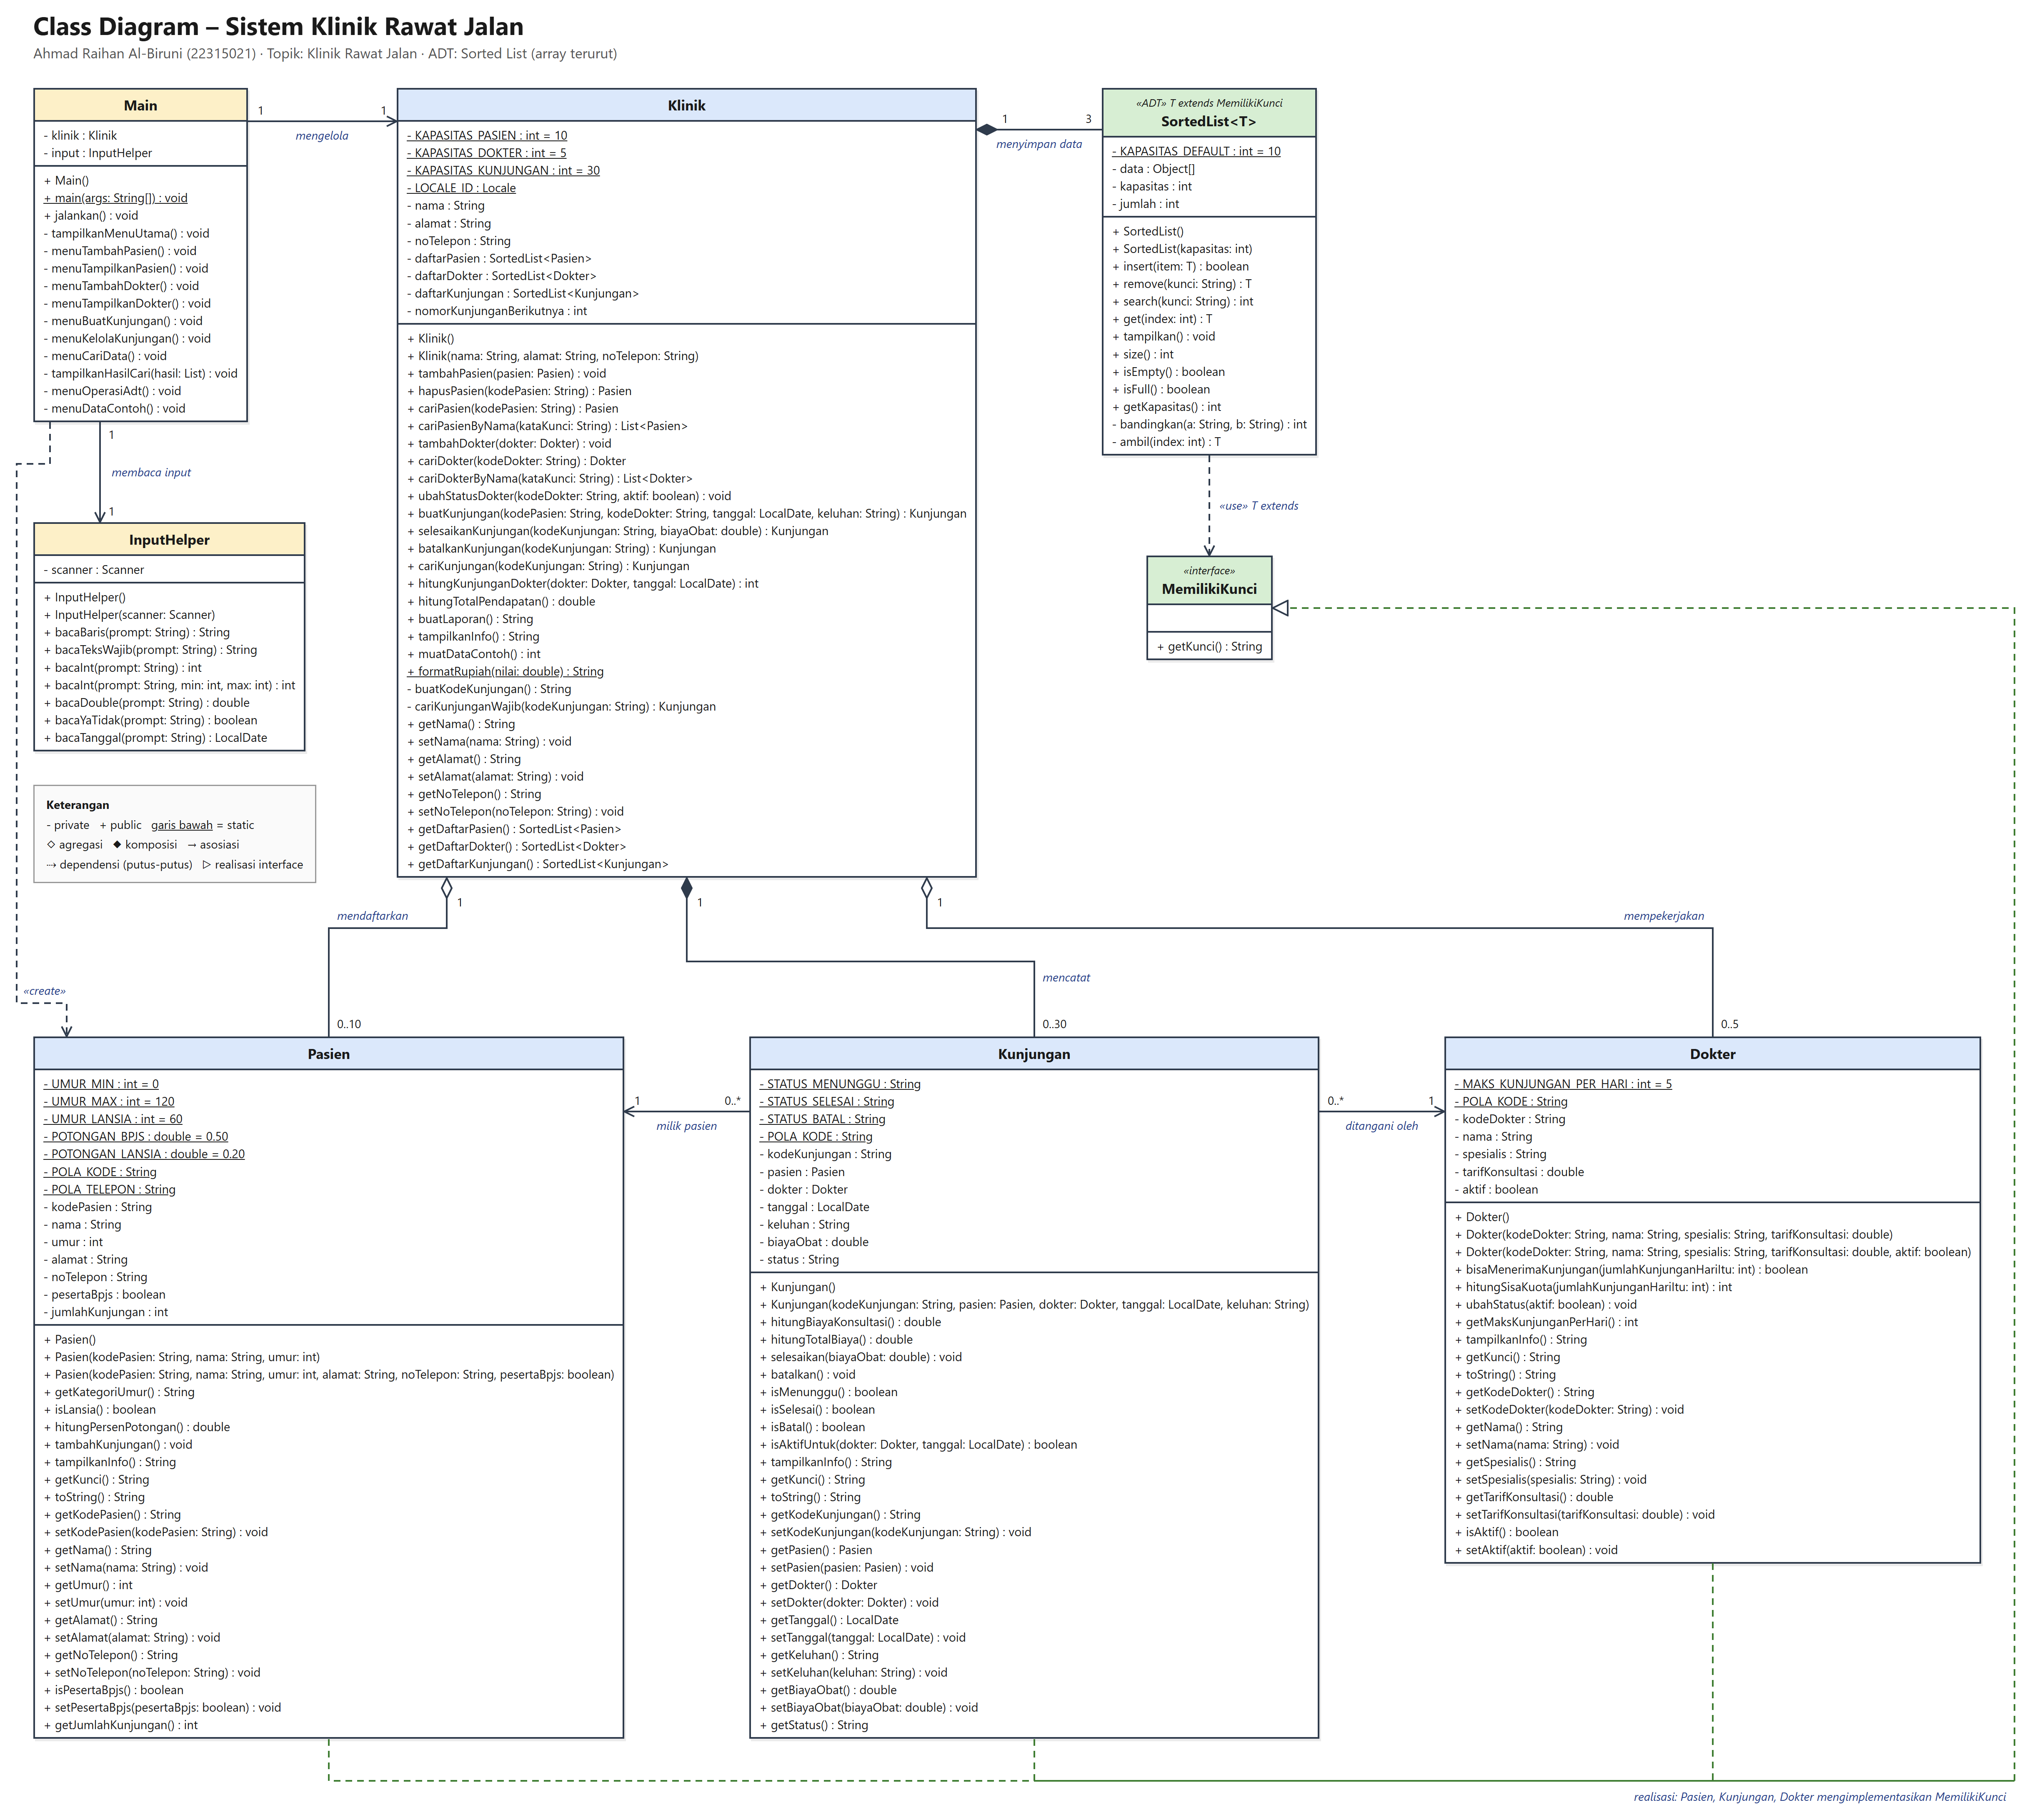 Class Diagram – Sistem Klinik Rawat Jalan
Ahmad Raihan Al-Biruni (22315021) · Topik: Klinik Rawat Jalan · ADT: Sorted List (array terurut)
Main
- klinik : Klinik
- input : InputHelper
+ Main()
+ main(args: String[]) : void
+ jalankan() : void
- tampilkanMenuUtama() : void
- menuTambahPasien() : void
- menuTampilkanPasien() : void
- menuTambahDokter() : void
- menuTampilkanDokter() : void
- menuBuatKunjungan() : void
- menuKelolaKunjungan() : void
- menuCariData() : void
- tampilkanHasilCari(hasil: List) : void
- menuOperasiAdt() : void
- menuDataContoh() : void
1
1
mengelola
Klinik
- KAPASITAS_PASIEN : int = 10
- KAPASITAS_DOKTER : int = 5
- KAPASITAS_KUNJUNGAN : int = 30
- LOCALE_ID : Locale
- nama : String
- alamat : String
- noTelepon : String
- daftarPasien : SortedList<Pasien>
- daftarDokter : SortedList<Dokter>
- daftarKunjungan : SortedList<Kunjungan>
- nomorKunjunganBerikutnya : int
+ Klinik()
+ Klinik(nama: String, alamat: String, noTelepon: String)
+ tambahPasien(pasien: Pasien) : void
+ hapusPasien(kodePasien: String) : Pasien
+ cariPasien(kodePasien: String) : Pasien
+ cariPasienByNama(kataKunci: String) : List<Pasien>
+ tambahDokter(dokter: Dokter) : void
+ cariDokter(kodeDokter: String) : Dokter
+ cariDokterByNama(kataKunci: String) : List<Dokter>
+ ubahStatusDokter(kodeDokter: String, aktif: boolean) : void
+ buatKunjungan(kodePasien: String, kodeDokter: String, tanggal: LocalDate, keluhan: String) : Kunjungan
+ selesaikanKunjungan(kodeKunjungan: String, biayaObat: double) : Kunjungan
+ batalkanKunjungan(kodeKunjungan: String) : Kunjungan
+ cariKunjungan(kodeKunjungan: String) : Kunjungan
+ hitungKunjunganDokter(dokter: Dokter, tanggal: LocalDate) : int
+ hitungTotalPendapatan() : double
+ buatLaporan() : String
+ tampilkanInfo() : String
+ muatDataContoh() : int
+ formatRupiah(nilai: double) : String
- buatKodeKunjungan() : String
- cariKunjunganWajib(kodeKunjungan: String) : Kunjungan
+ getNama() : String
+ setNama(nama: String) : void
+ getAlamat() : String
+ setAlamat(alamat: String) : void
+ getNoTelepon() : String
+ setNoTelepon(noTelepon: String) : void
+ getDaftarPasien() : SortedList<Pasien>
+ getDaftarDokter() : SortedList<Dokter>
+ getDaftarKunjungan() : SortedList<Kunjungan>
1
3
menyimpan data
«ADT» T extends MemilikiKunci
SortedList<T>
- KAPASITAS_DEFAULT : int = 10
- data : Object[]
- kapasitas : int
- jumlah : int
+ SortedList()
+ SortedList(kapasitas: int)
+ insert(item: T) : boolean
+ remove(kunci: String) : T
+ search(kunci: String) : int
+ get(index: int) : T
+ tampilkan() : void
+ size() : int
+ isEmpty() : boolean
+ isFull() : boolean
+ getKapasitas() : int
- bandingkan(a: String, b: String) : int
- ambil(index: int) : T
«use» T extends
«interface»
MemilikiKunci
+ getKunci() : String
1
membaca input
1
InputHelper
- scanner : Scanner
+ InputHelper()
+ InputHelper(scanner: Scanner)
+ bacaBaris(prompt: String) : String
+ bacaTeksWajib(prompt: String) : String
+ bacaInt(prompt: String) : int
+ bacaInt(prompt: String, min: int, max: int) : int
+ bacaDouble(prompt: String) : double
+ bacaYaTidak(prompt: String) : boolean
+ bacaTanggal(prompt: String) : LocalDate
Keterangan
- private + public garis bawah = static
◇ agregasi ◆ komposisi → asosiasi
⇢ dependensi (putus-putus) ▷ realisasi interface
1
1
1
mendaftarkan
mempekerjakan
mencatat
«create»
0..10
0..30
0..5
Pasien
- UMUR_MIN : int = 0
- UMUR_MAX : int = 120
- UMUR_LANSIA : int = 60
- POTONGAN_BPJS : double = 0.50
- POTONGAN_LANSIA : double = 0.20
- POLA_KODE : String
- POLA_TELEPON : String
- kodePasien : String
- nama : String
- umur : int
- alamat : String
- noTelepon : String
- pesertaBpjs : boolean
- jumlahKunjungan : int
+ Pasien()
+ Pasien(kodePasien: String, nama: String, umur: int)
+ Pasien(kodePasien: String, nama: String, umur: int, alamat: String, noTelepon: String, pesertaBpjs: boolean)
+ getKategoriUmur() : String
+ isLansia() : boolean
+ hitungPersenPotongan() : double
+ tambahKunjungan() : void
+ tampilkanInfo() : String
+ getKunci() : String
+ toString() : String
+ getKodePasien() : String
+ setKodePasien(kodePasien: String) : void
+ getNama() : String
+ setNama(nama: String) : void
+ getUmur() : int
+ setUmur(umur: int) : void
+ getAlamat() : String
+ setAlamat(alamat: String) : void
+ getNoTelepon() : String
+ setNoTelepon(noTelepon: String) : void
+ isPesertaBpjs() : boolean
+ setPesertaBpjs(pesertaBpjs: boolean) : void
+ getJumlahKunjungan() : int
1
0..*
milik pasien
Kunjungan
- STATUS_MENUNGGU : String
- STATUS_SELESAI : String
- STATUS_BATAL : String
- POLA_KODE : String
- kodeKunjungan : String
- pasien : Pasien
- dokter : Dokter
- tanggal : LocalDate
- keluhan : String
- biayaObat : double
- status : String
+ Kunjungan()
+ Kunjungan(kodeKunjungan: String, pasien: Pasien, dokter: Dokter, tanggal: LocalDate, keluhan: String)
+ hitungBiayaKonsultasi() : double
+ hitungTotalBiaya() : double
+ selesaikan(biayaObat: double) : void
+ batalkan() : void
+ isMenunggu() : boolean
+ isSelesai() : boolean
+ isBatal() : boolean
+ isAktifUntuk(dokter: Dokter, tanggal: LocalDate) : boolean
+ tampilkanInfo() : String
+ getKunci() : String
+ toString() : String
+ getKodeKunjungan() : String
+ setKodeKunjungan(kodeKunjungan: String) : void
+ getPasien() : Pasien
+ setPasien(pasien: Pasien) : void
+ getDokter() : Dokter
+ setDokter(dokter: Dokter) : void
+ getTanggal() : LocalDate
+ setTanggal(tanggal: LocalDate) : void
+ getKeluhan() : String
+ setKeluhan(keluhan: String) : void
+ getBiayaObat() : double
+ setBiayaObat(biayaObat: double) : void
+ getStatus() : String
0..*
1
ditangani oleh
Dokter
- MAKS_KUNJUNGAN_PER_HARI : int = 5
- POLA_KODE : String
- kodeDokter : String
- nama : String
- spesialis : String
- tarifKonsultasi : double
- aktif : boolean
+ Dokter()
+ Dokter(kodeDokter: String, nama: String, spesialis: String, tarifKonsultasi: double)
+ Dokter(kodeDokter: String, nama: String, spesialis: String, tarifKonsultasi: double, aktif: boolean)
+ bisaMenerimaKunjungan(jumlahKunjunganHariItu: int) : boolean
+ hitungSisaKuota(jumlahKunjunganHariItu: int) : int
+ ubahStatus(aktif: boolean) : void
+ getMaksKunjunganPerHari() : int
+ tampilkanInfo() : String
+ getKunci() : String
+ toString() : String
+ getKodeDokter() : String
+ setKodeDokter(kodeDokter: String) : void
+ getNama() : String
+ setNama(nama: String) : void
+ getSpesialis() : String
+ setSpesialis(spesialis: String) : void
+ getTarifKonsultasi() : double
+ setTarifKonsultasi(tarifKonsultasi: double) : void
+ isAktif() : boolean
+ setAktif(aktif: boolean) : void
realisasi: Pasien, Kunjungan, Dokter mengimplementasikan MemilikiKunci